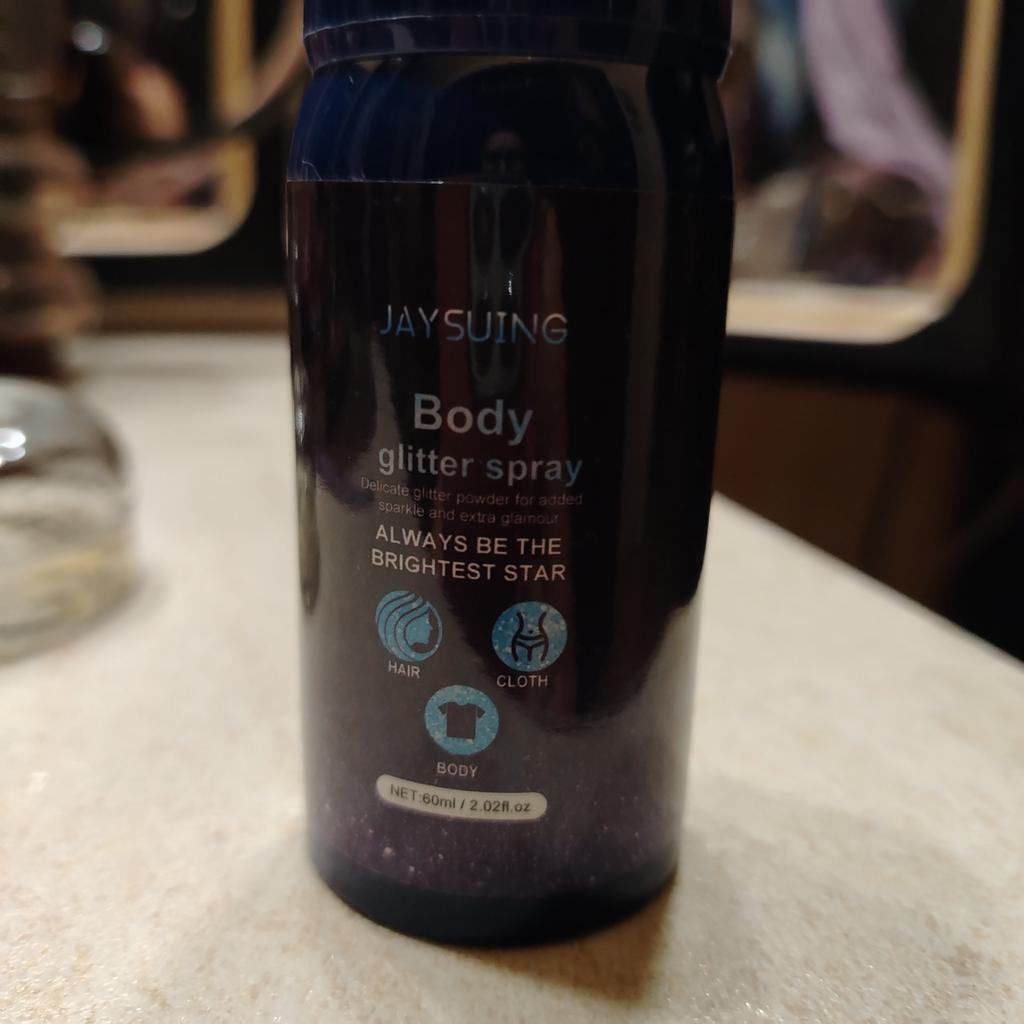 JAYSUING
Body
glitter spray
Delicate glitter powder for added
sparkle and extra glamour
ALWAYS BE THE
BRIGHTEST STAR
HAIR
CLOTH
BODY
NET:60ml / 2.02fl.oz